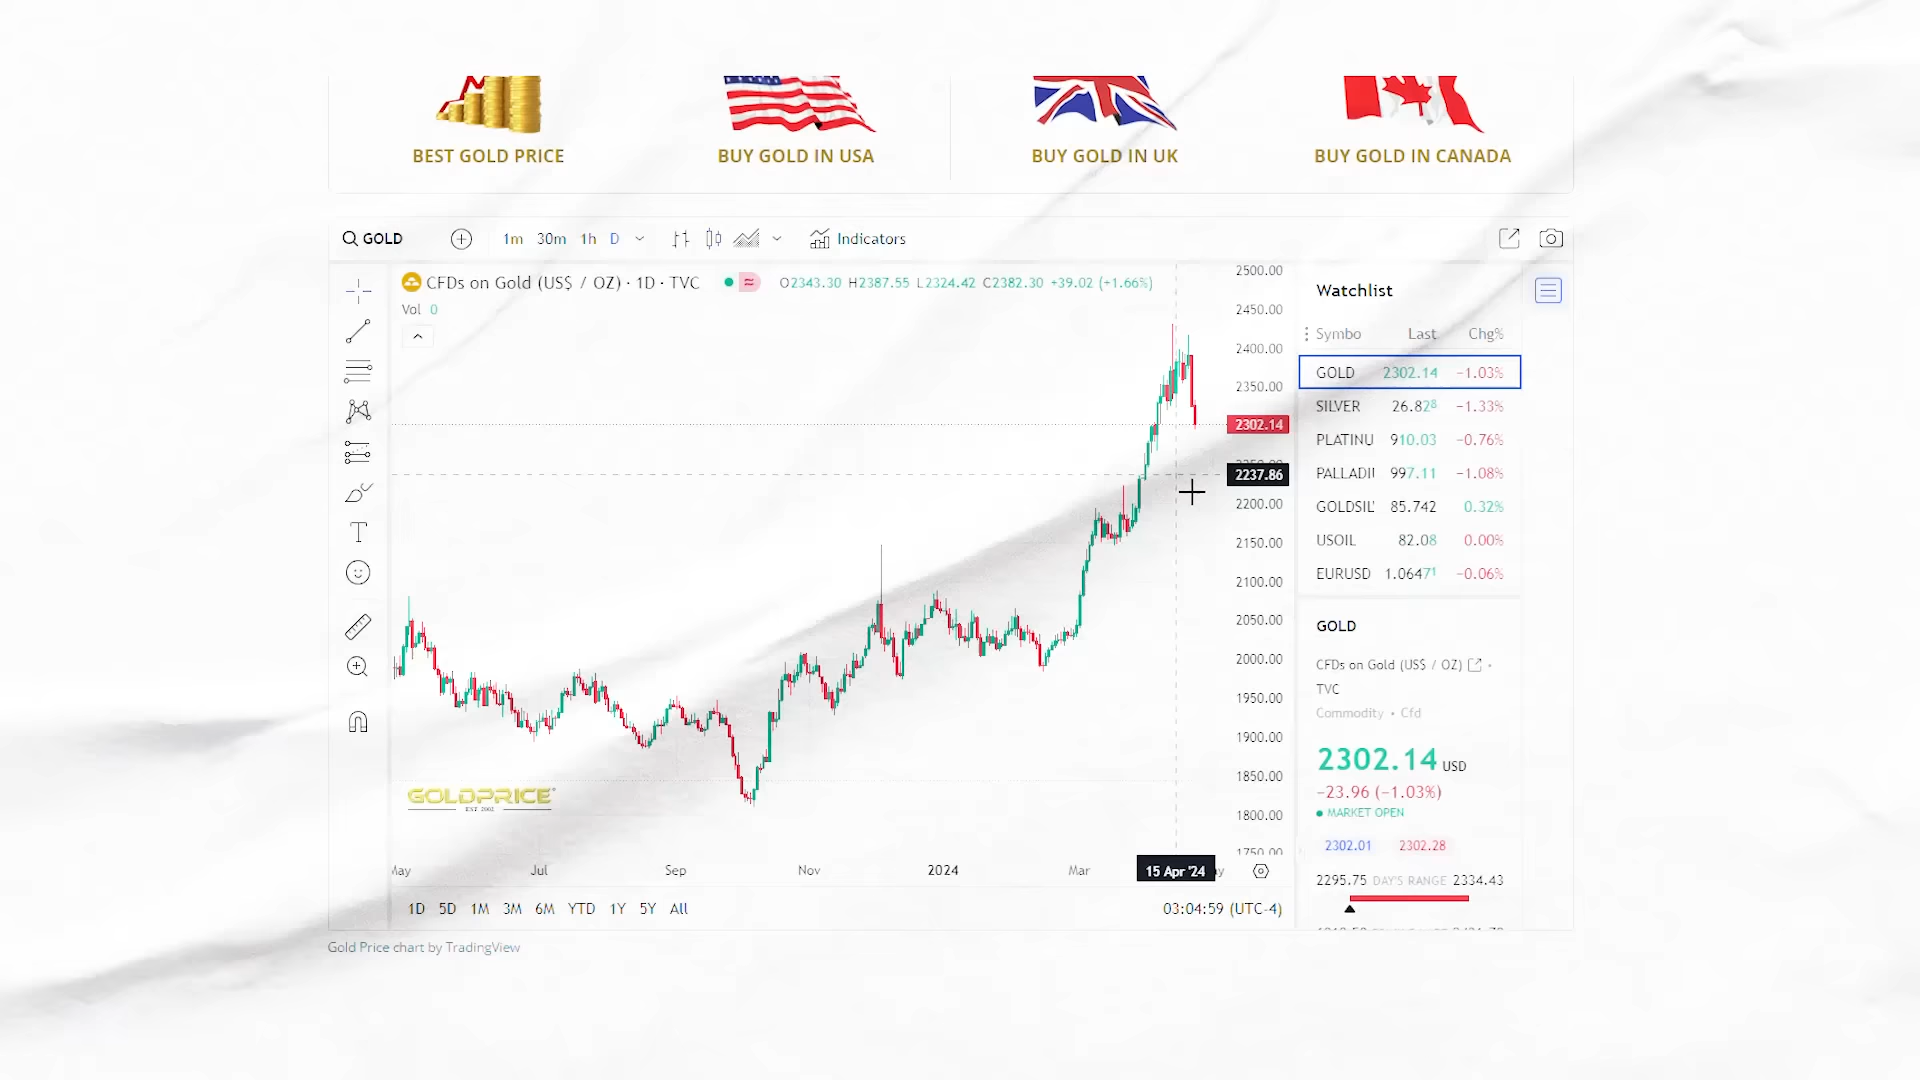 BEST GOLD PRICE
BUY GOLD IN USA
BUY GOLD IN UK
BUY GOLD IN CANADA
GOLD 1m 30m 1h D Indicators
CFDs on Gold (US$ / OZ) · 1D · TVC O2343.30 H2387.55 L2324.42 C2382.30 +39.02 (+1.66%)
Vol 0
2500.00
2450.00
2400.00
2350.00
2302.14
2237.86
2200.00
2150.00
2100.00
2050.00
2000.00
1950.00
1900.00
1850.00
1800.00
1750.00
GOLDPRICE
EST 2002
May Jul Sep Nov 2024 Mar 15 Apr '24
1D 5D 1M 3M 6M YTD 1Y 5Y All 03:04:59 (UTC-4)
Watchlist
Symbo Last Chg%
GOLD 2302.14 −1.03%
SILVER 26.828 −1.33%
PLATINU 910.03 −0.76%
PALLADII 997.11 −1.08%
GOLDSIL 85.742 0.32%
USOIL 82.08 0.00%
EURUSD 1.06471 −0.06%
GOLD
CFDs on Gold (US$ / OZ) •
TVC
Commodity • Cfd
2302.14 USD
−23.96 (−1.03%)
MARKET OPEN
2302.01 2302.28
2295.75 DAY'S RANGE 2334.43
Gold Price chart by TradingView